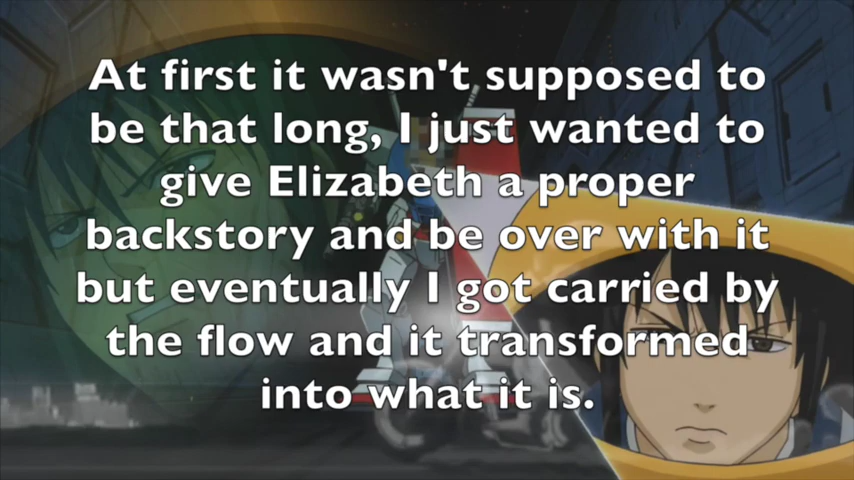 At first it wasn't supposed to
be that long, I just wanted to
give Elizabeth a proper
backstory and be over with it
but eventually I got carried by
the flow and it transformed
into what it is.